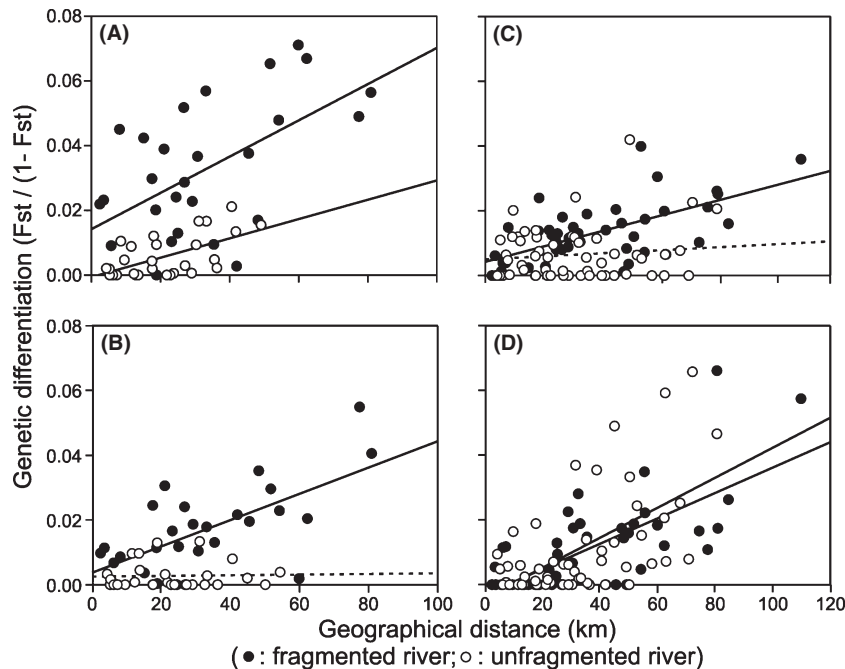 Genetic differentiation (Fst / (1- Fst)
(A)
0.08
0.06
0.04
0.02
0.00
(C)
(B)
0.08
0.06
0.04
0.02
0.00
0 20 40 60 80 100
(D)
0 20 40 60 80 100 120
Geographical distance (km)
( ● : fragmented river; ○ : unfragmented river)